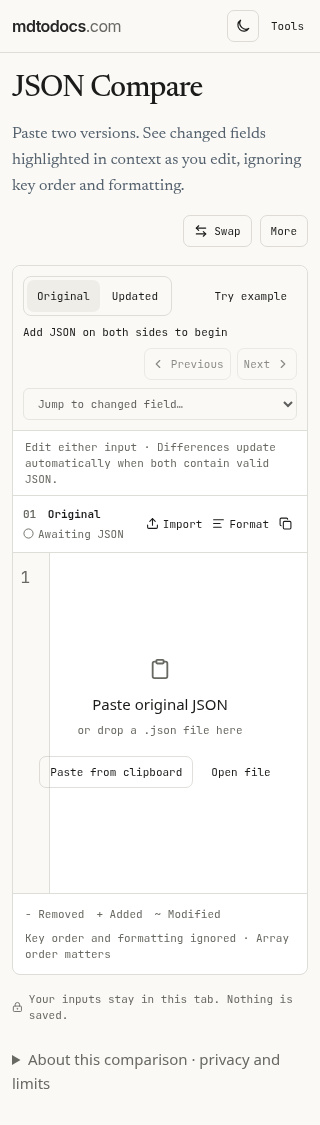 mdtodocs.com
Tools
JSON Compare
Paste two versions. See changed fields
highlighted in context as you edit, ignoring
key order and formatting.
Swap
More
Original
Updated
Try example
Add JSON on both sides to begin
Previous
Next
Jump to changed field…
Edit either input · Differences update
automatically when both contain valid
JSON.
01 Original
Awaiting JSON
Import
Format
1
Paste original JSON
or drop a .json file here
Paste from clipboard
Open file
- Removed + Added ~ Modified
Key order and formatting ignored · Array
order matters
Your inputs stay in this tab. Nothing is
saved.
About this comparison · privacy and
limits